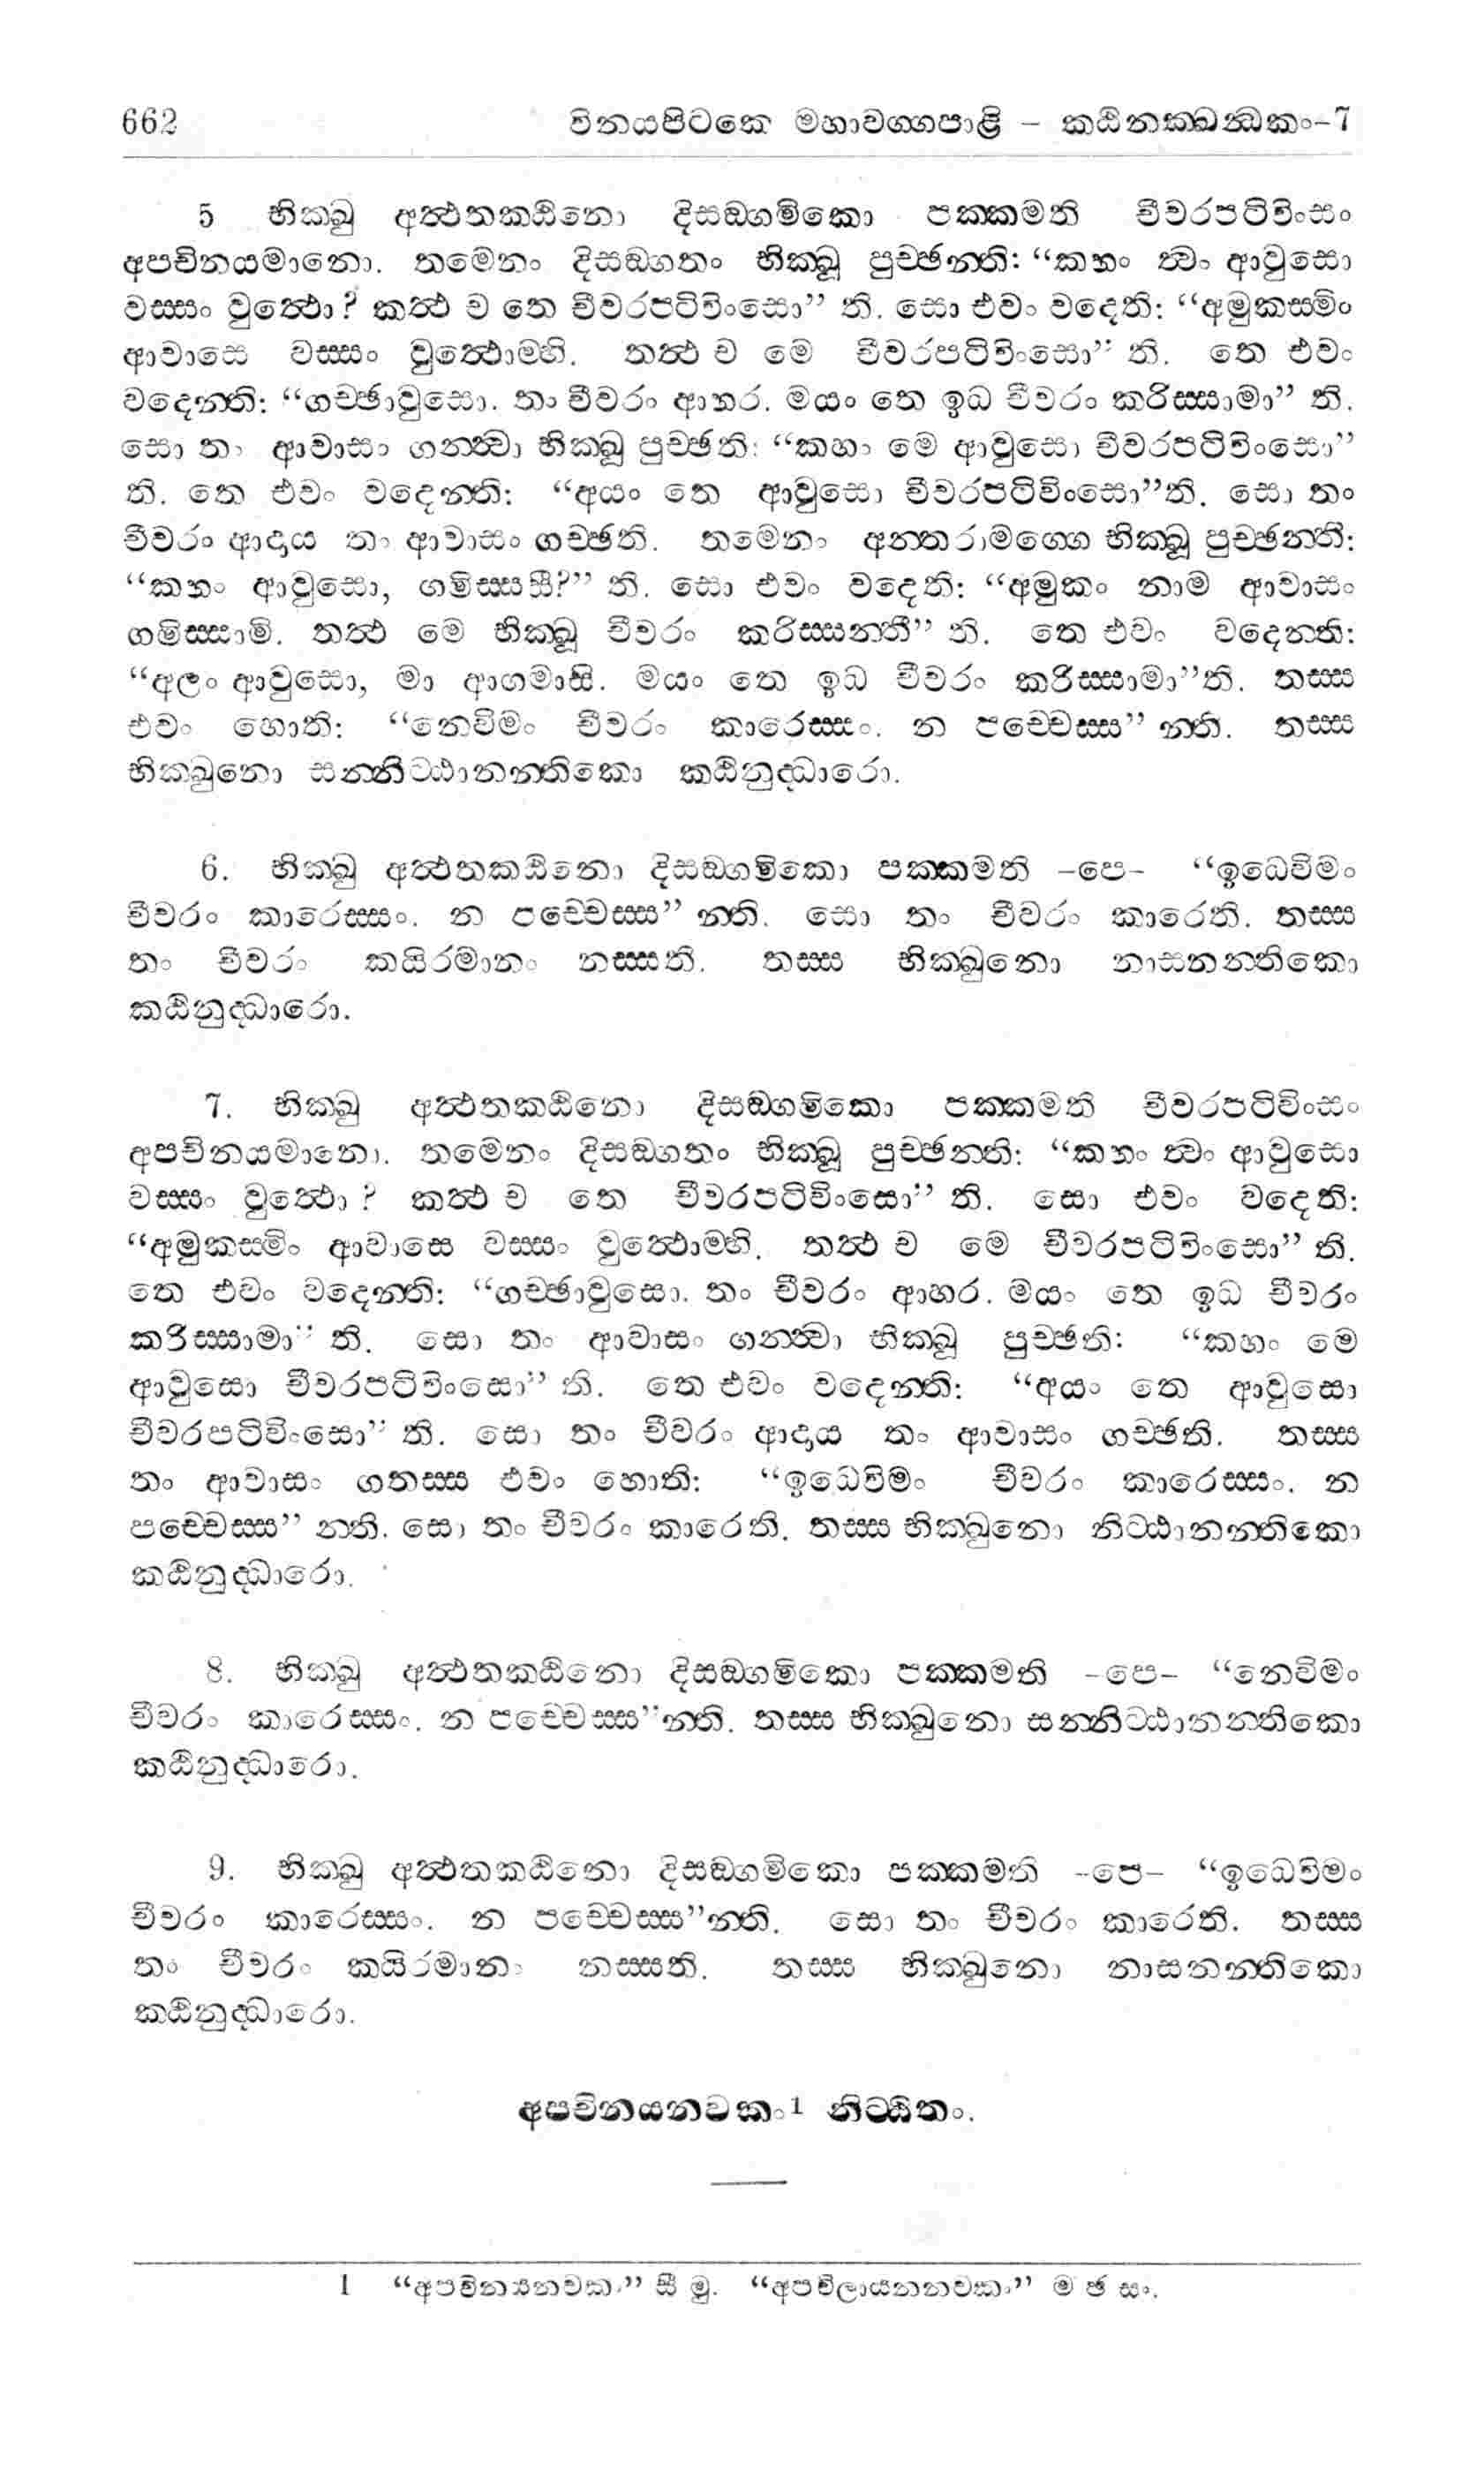 662 විනයපිටකෙ මහාවග්ගපාළි – කඨිනක්ඛන්ධකං–7
5 භික්ඛු අත්ථතකඨිනො දිසඞ්ගමිකො පක්කමති චීවරපටිවිංසං
අපචිනයමානො. තමෙනං දිසඞ්ගතං භික්ඛූ පුච්ඡන්ති: “කහං ත්වං ආවුසො
වස්සං වුත්ථො? කත්ථ ච තෙ චීවරපටිවිංසො” ති. සො එවං වදෙති: “අමුකස්මිං
ආවාසෙ වස්සං වුත්ථොම්හි. තත්ථ ච මෙ චීවරපටිවිංසො” ති. තෙ එවං
වදෙන්ති: “ගච්ඡාවුසො. තං චීවරං ආහර. මයං තෙ ඉධ චීවරං කරිස්සාමා” ති.
සො තං ආවාසං ගන්ත්වා භික්ඛූ පුච්ඡති: “කහං මෙ ආවුසො චීවරපටිවිංසො”
ති. තෙ එවං වදෙන්ති: “අයං තෙ ආවුසො චීවරපටිවිංසො”ති. සො තං
චීවරං ආදාය තං ආවාසං ගච්ඡති. තමෙනං අන්තරාමග්ගෙ භික්ඛූ පුච්ඡන්ති:
“කහං ආවුසො, ගමිස්සසී?” ති. සො එවං වදෙති: “අමුකං නාම ආවාසං
ගමිස්සාමි. තත්ථ මෙ භික්ඛූ චීවරං කරිස්සන්තී” ති. තෙ එවං වදෙන්ති:
“අලං ආවුසො, මා ආගමාසි. මයං තෙ ඉධ චීවරං කරිස්සාමා”ති. තස්ස
එවං හොති: “නෙවිමං චීවරං කාරෙස්සං. න පච්චෙස්ස” න්ති. තස්ස
භික්ඛුනො සන්නිට්ඨානන්තිකො කඨිනුද්ධාරො.
6. භික්ඛු අත්ථතකඨිනො දිසඞ්ගමිකො පක්කමති –පෙ– “ඉධෙවිමං
චීවරං කාරෙස්සං. න පච්චෙස්ස” න්ති. සො තං චීවරං කාරෙති. තස්ස
තං චීවරං කයිරමානං නස්සති. තස්ස භික්ඛුනො නාසනන්තිකො
කඨිනුද්ධාරො.
7. භික්ඛු අත්ථතකඨිනො දිසඞ්ගමිකො පක්කමති චීවරපටිවිංසං
අපචිනයමානො. තමෙනං දිසඞ්ගතං භික්ඛූ පුච්ඡන්ති: “කහං ත්වං ආවුසො
වස්සං වුත්ථො? කත්ථ ච තෙ චීවරපටිවිංසො” ති. සො එවං වදෙති:
“අමුකස්මිං ආවාසෙ වස්සං වුත්ථොම්හි. තත්ථ ච මෙ චීවරපටිවිංසො” ති.
තෙ එවං වදෙන්ති: “ගච්ඡාවුසො. තං චීවරං ආහර. මයං තෙ ඉධ චීවරං
කරිස්සාමා” ති. සො තං ආවාසං ගන්ත්වා භික්ඛූ පුච්ඡති: “කහං මෙ
ආවුසො චීවරපටිවිංසො” ති. තෙ එවං වදෙන්ති: “අයං තෙ ආවුසො
චීවරපටිවිංසො” ති. සො තං චීවරං ආදාය තං ආවාසං ගච්ඡති. තස්ස
තං ආවාසං ගතස්ස එවං හොති: “ඉධෙවිමං චීවරං කාරෙස්සං. න
පච්චෙස්ස” න්ති. සො තං චීවරං කාරෙති. තස්ස භික්ඛුනො නිට්ඨානන්තිකො
කඨිනුද්ධාරො.
8. භික්ඛු අත්ථතකඨිනො දිසඞ්ගමිකො පක්කමති –පෙ– “නෙවිමං
චීවරං කාරෙස්සං. න පච්චෙස්ස”න්ති. තස්ස භික්ඛුනො සන්නිට්ඨානන්තිකො
කඨිනුද්ධාරො.
9. භික්ඛු අත්ථතකඨිනො දිසඞ්ගමිකො පක්කමති –පෙ– “ඉධෙවිමං
චීවරං කාරෙස්සං. න පච්චෙස්ස”න්ති. සො තං චීවරං කාරෙති. තස්ස
තං චීවරං කයිරමානං නස්සති. තස්ස භික්ඛුනො නාසනන්තිකො
කඨිනුද්ධාරො.
අපචිනයනවකං1 නිට්ඨිතං.
1 “අපචින්‍යනවකං” සී මු. “අපචිලායනනවකං” ම ඡ සං.